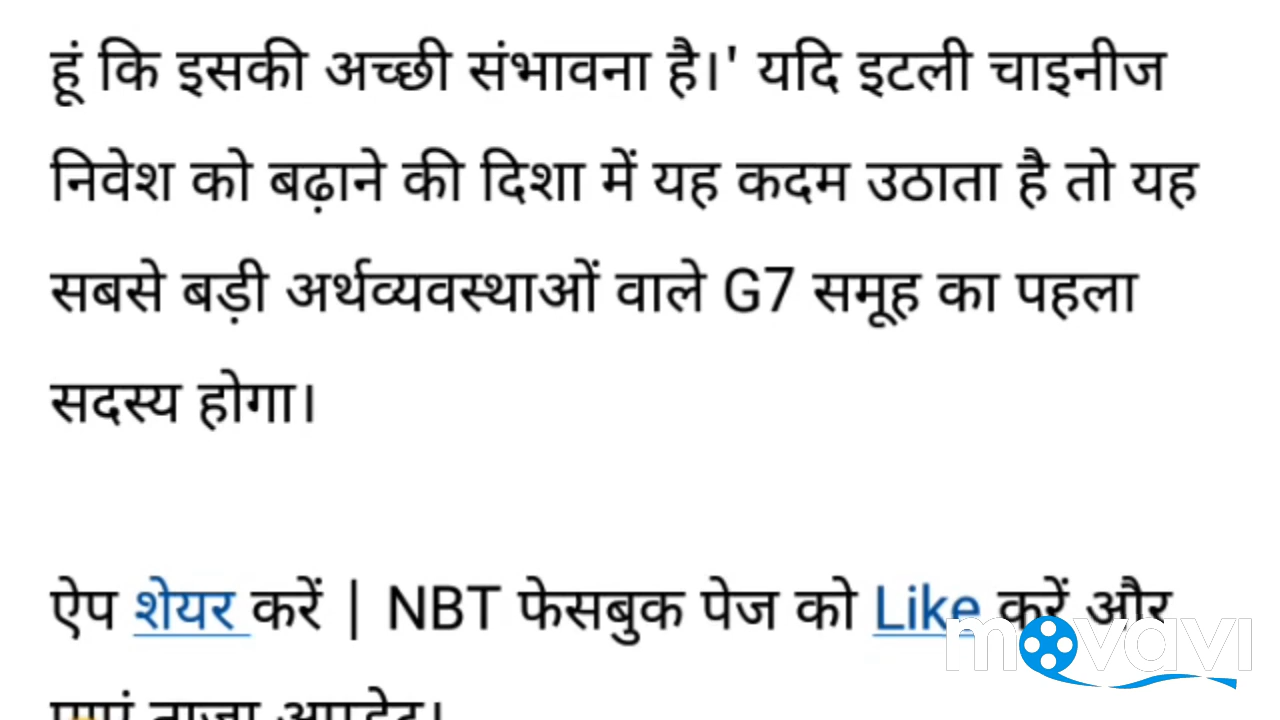 हूं कि इसकी अच्छी संभावना है।' यदि इटली चाइनीज
निवेश को बढ़ाने की दिशा में यह कदम उठाता है तो यह
सबसे बड़ी अर्थव्यवस्थाओं वाले G7 समूह का पहला
सदस्य होगा।
ऐप शेयर करें | NBT फेसबुक पेज को Like करें और
movavi
पाएं ताजा अपडेट।